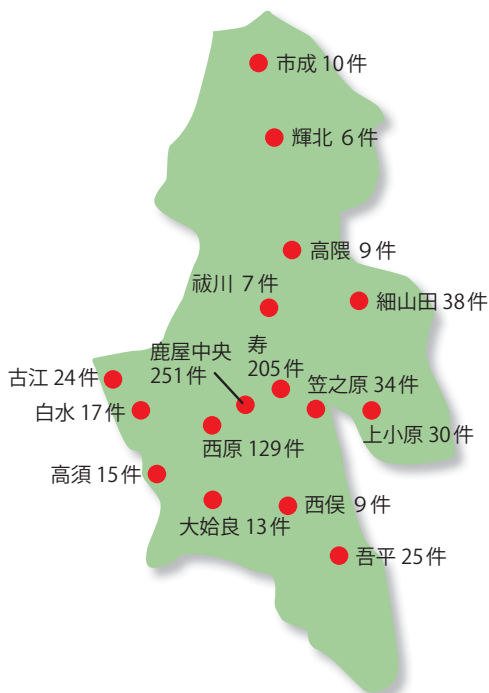 市成 10件
輝北 6件
高隈 9件
祓川 7件
細山田 38件
鹿屋中央
251件
寿
205件
古江 24件
笠之原 34件
白水 17件
上小原 30件
西原 129件
高須 15件
西俣 9件
大姶良 13件
吾平 25件